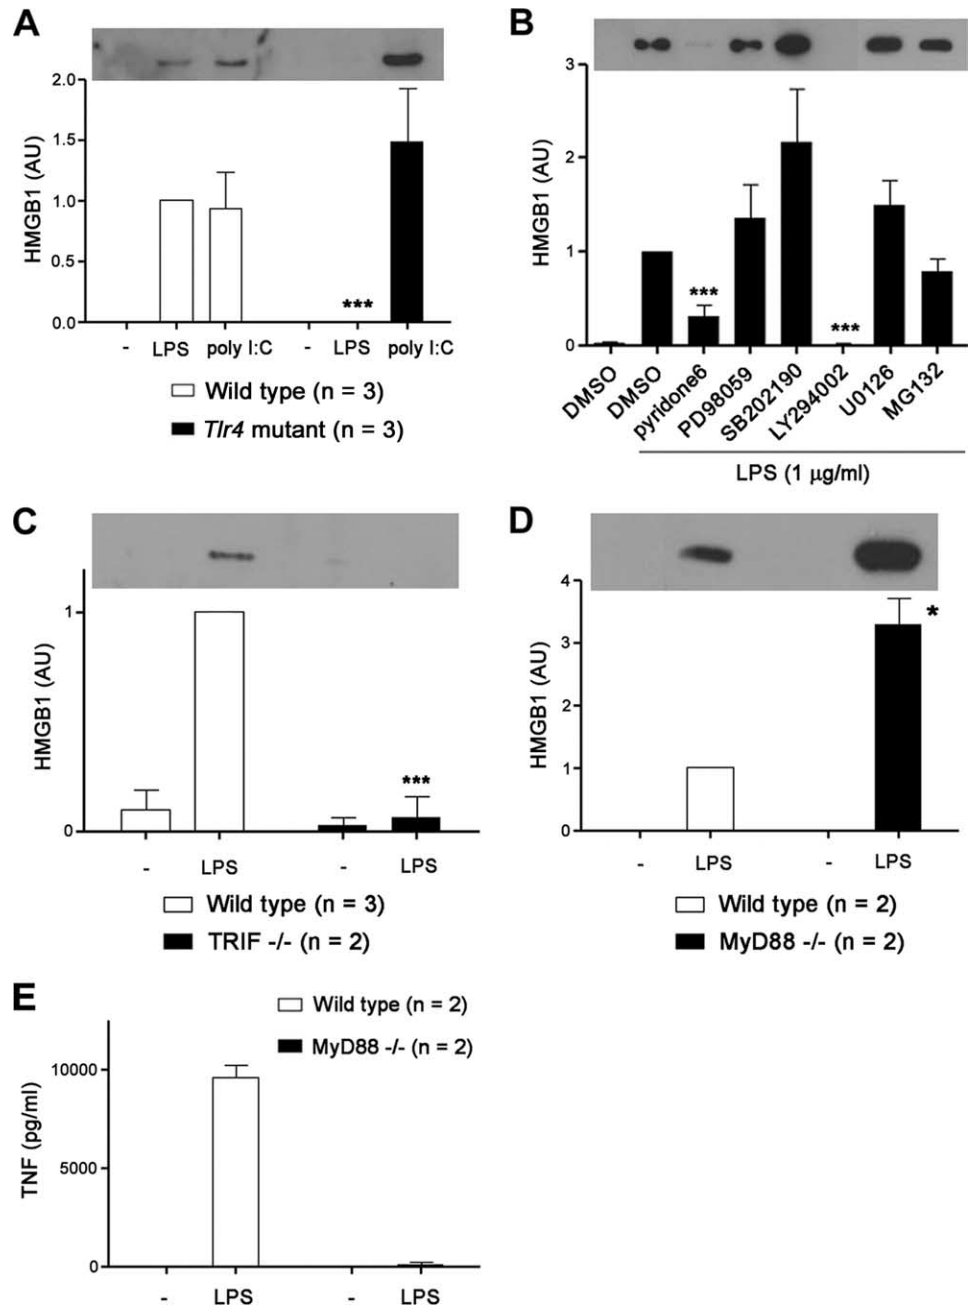 A
HMGB1 (AU)
2.0
1.5
1.0
0.5
0.0
***
- LPS poly I:C - LPS poly I:C
Wild type (n = 3)
Tlr4 mutant (n = 3)
B
HMGB1 (AU)
3
2
1
0
***
***
DMSO
DMSO
pyridone6
PD98059
SB202190
LY294002
U0126
MG132
LPS (1 μg/ml)
C
HMGB1 (AU)
1
0
***
- LPS - LPS
Wild type (n = 3)
TRIF -/- (n = 2)
D
HMGB1 (AU)
4
3
2
1
0
*
- LPS - LPS
Wild type (n = 2)
MyD88 -/- (n = 2)
E
Wild type (n = 2)
MyD88 -/- (n = 2)
TNF (pg/ml)
10000
5000
0
- LPS - LPS